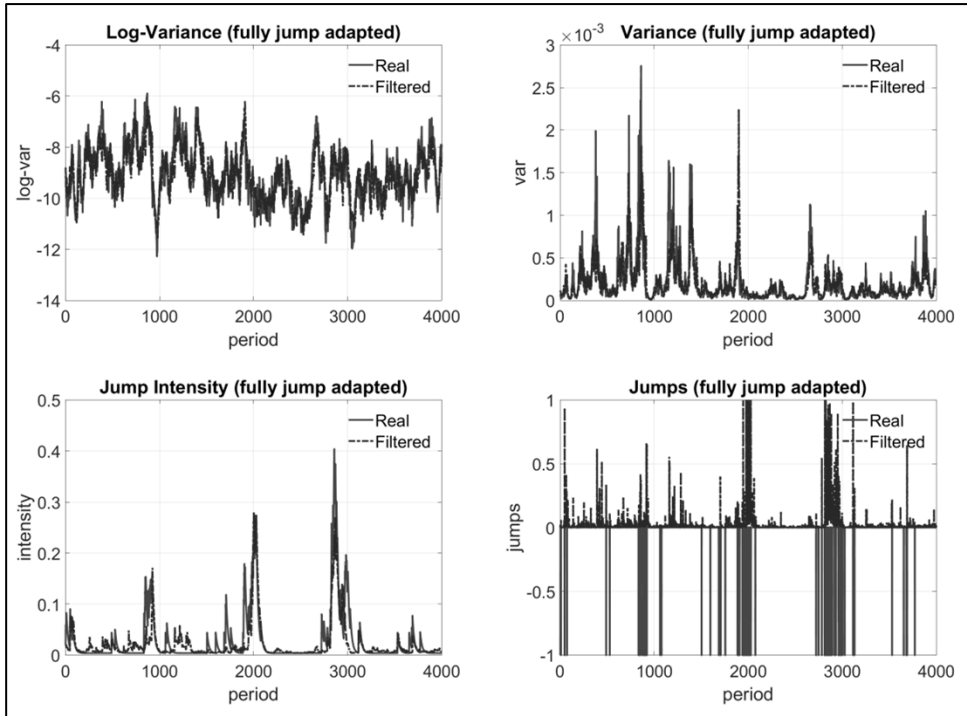 Log-Variance (fully jump adapted)
-4
-6
-8
-10
-12
-14
log-var
Real
Filtered
0 1000 2000 3000 4000
period
Variance (fully jump adapted)
×10⁻³
3
2.5
2
1.5
1
0.5
0
var
Real
Filtered
0 1000 2000 3000 4000
period
Jump Intensity (fully jump adapted)
0.5
0.4
0.3
0.2
0.1
0
intensity
Real
Filtered
0 1000 2000 3000 4000
period
Jumps (fully jump adapted)
1
0.5
0
-0.5
-1
jumps
Real
Filtered
0 1000 2000 3000 4000
period